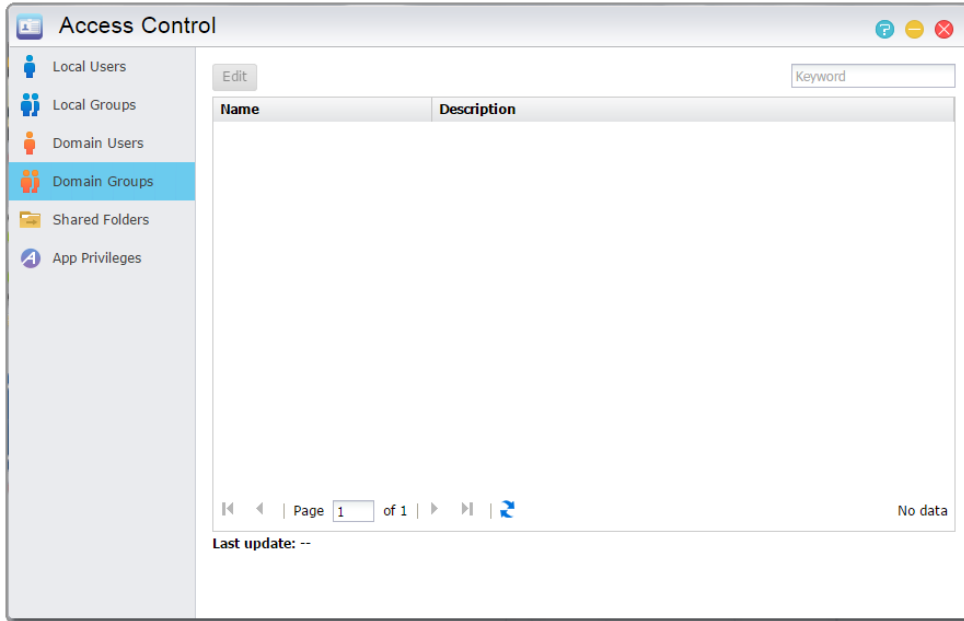 Access Control
Local Users
Local Groups
Domain Users
Domain Groups
Shared Folders
App Privileges
Edit
Keyword
Name Description
Page 1 of 1
No data
Last update: --